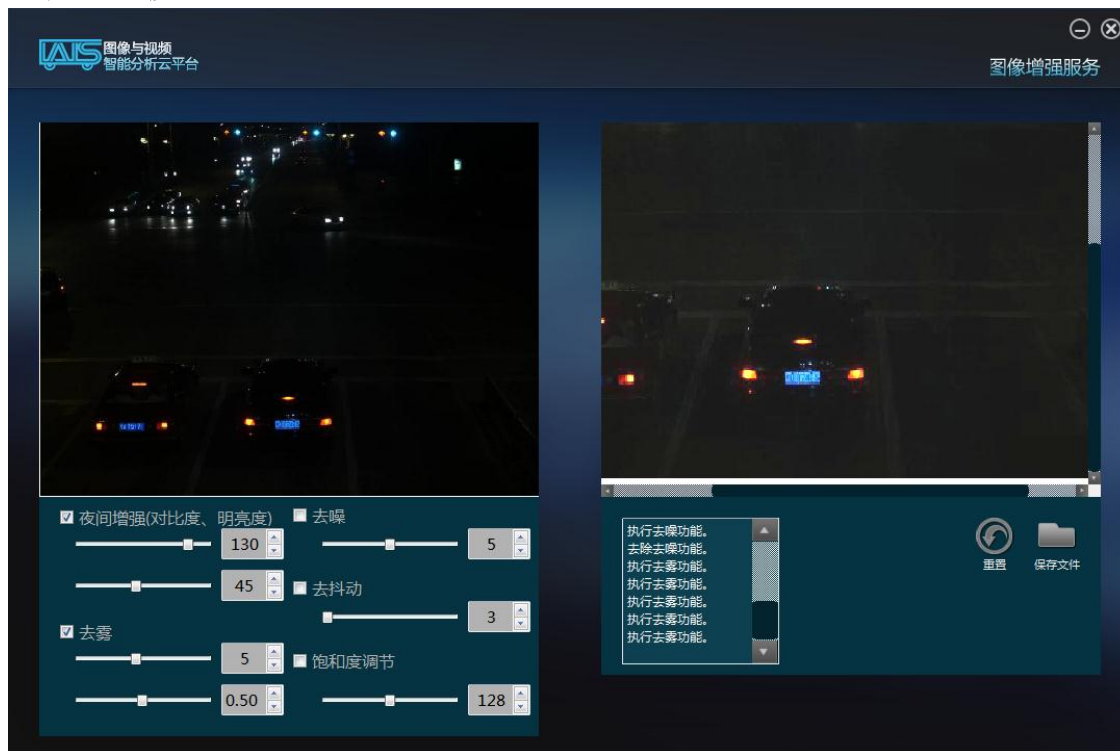 IAIS 图像与视频
智能分析云平台
图像增强服务
夜间增强(对比度、明亮度)
130
45
去雾
5
0.50
去噪
5
去抖动
3
饱和度调节
128
执行去噪功能。
去除去噪功能。
执行去雾功能。
执行去雾功能。
执行去雾功能。
执行去雾功能。
执行去雾功能。
重置
保存文件